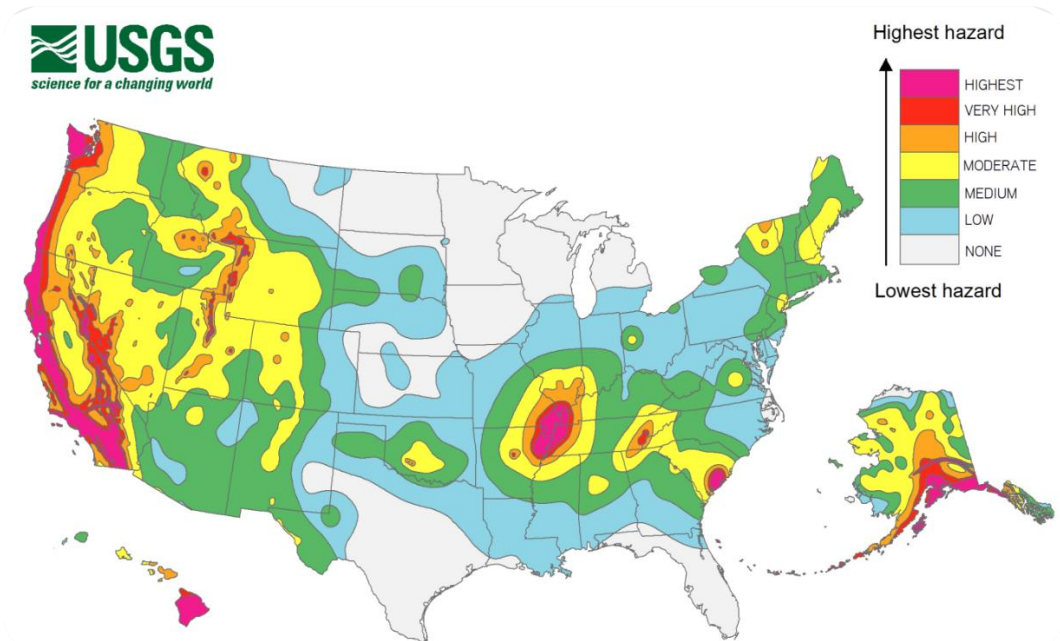 USGS
science for a changing world
Highest hazard
HIGHEST
VERY HIGH
HIGH
MODERATE
MEDIUM
LOW
NONE
Lowest hazard